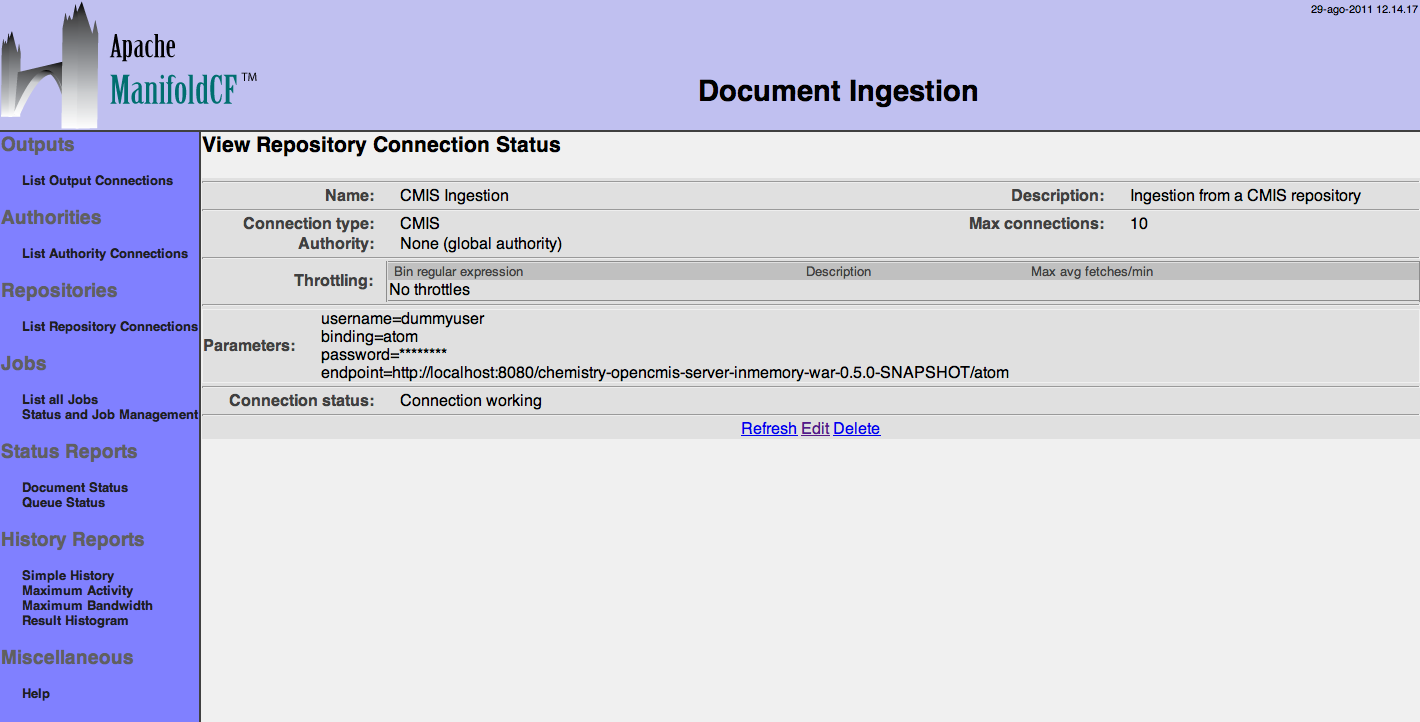 29-ago-2011 12.14.17
Apache
ManifoldCF™
Document Ingestion
Outputs
List Output Connections
Authorities
List Authority Connections
Repositories
List Repository Connections
Jobs
List all Jobs
Status and Job Management
Status Reports
Document Status
Queue Status
History Reports
Simple History
Maximum Activity
Maximum Bandwidth
Result Histogram
Miscellaneous
Help
View Repository Connection Status
Name: CMIS Ingestion Description: Ingestion from a CMIS repository
Connection type: CMIS Max connections: 10
Authority: None (global authority)
Throttling: Bin regular expression Description Max avg fetches/min
No throttles
Parameters: username=dummyuser
binding=atom
password=********
endpoint=http://localhost:8080/chemistry-opencmis-server-inmemory-war-0.5.0-SNAPSHOT/atom
Connection status: Connection working
Refresh Edit Delete